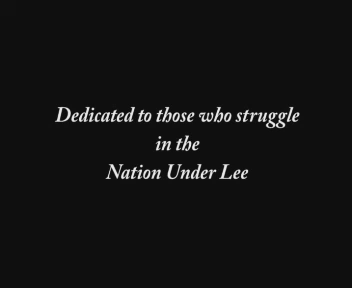 Dedicated to those who struggle
in the
Nation Under Lee